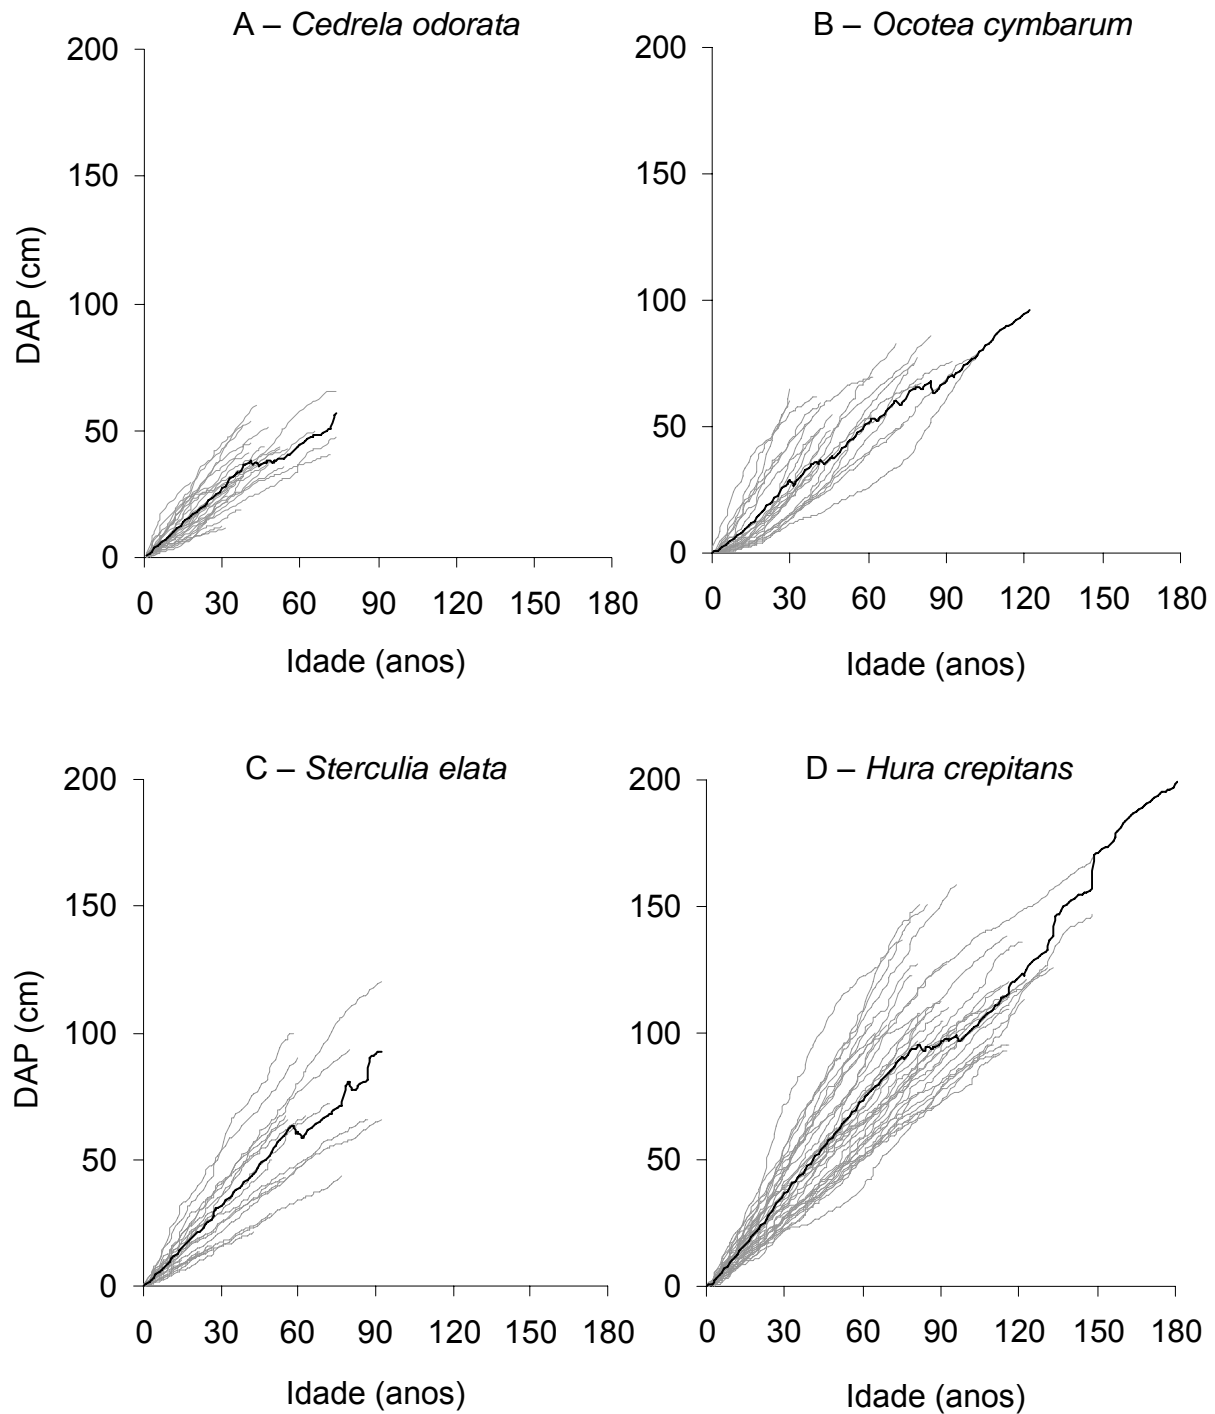 A – Cedrela odorata
200
150
100
50
0
DAP (cm)
0 30 60 90 120 150 180
Idade (anos)
B – Ocotea cymbarum
200
150
100
50
0
0 30 60 90 120 150 180
Idade (anos)
C – Sterculia elata
200
150
100
50
0
DAP (cm)
0 30 60 90 120 150 180
Idade (anos)
D – Hura crepitans
200
150
100
50
0
0 30 60 90 120 150 180
Idade (anos)